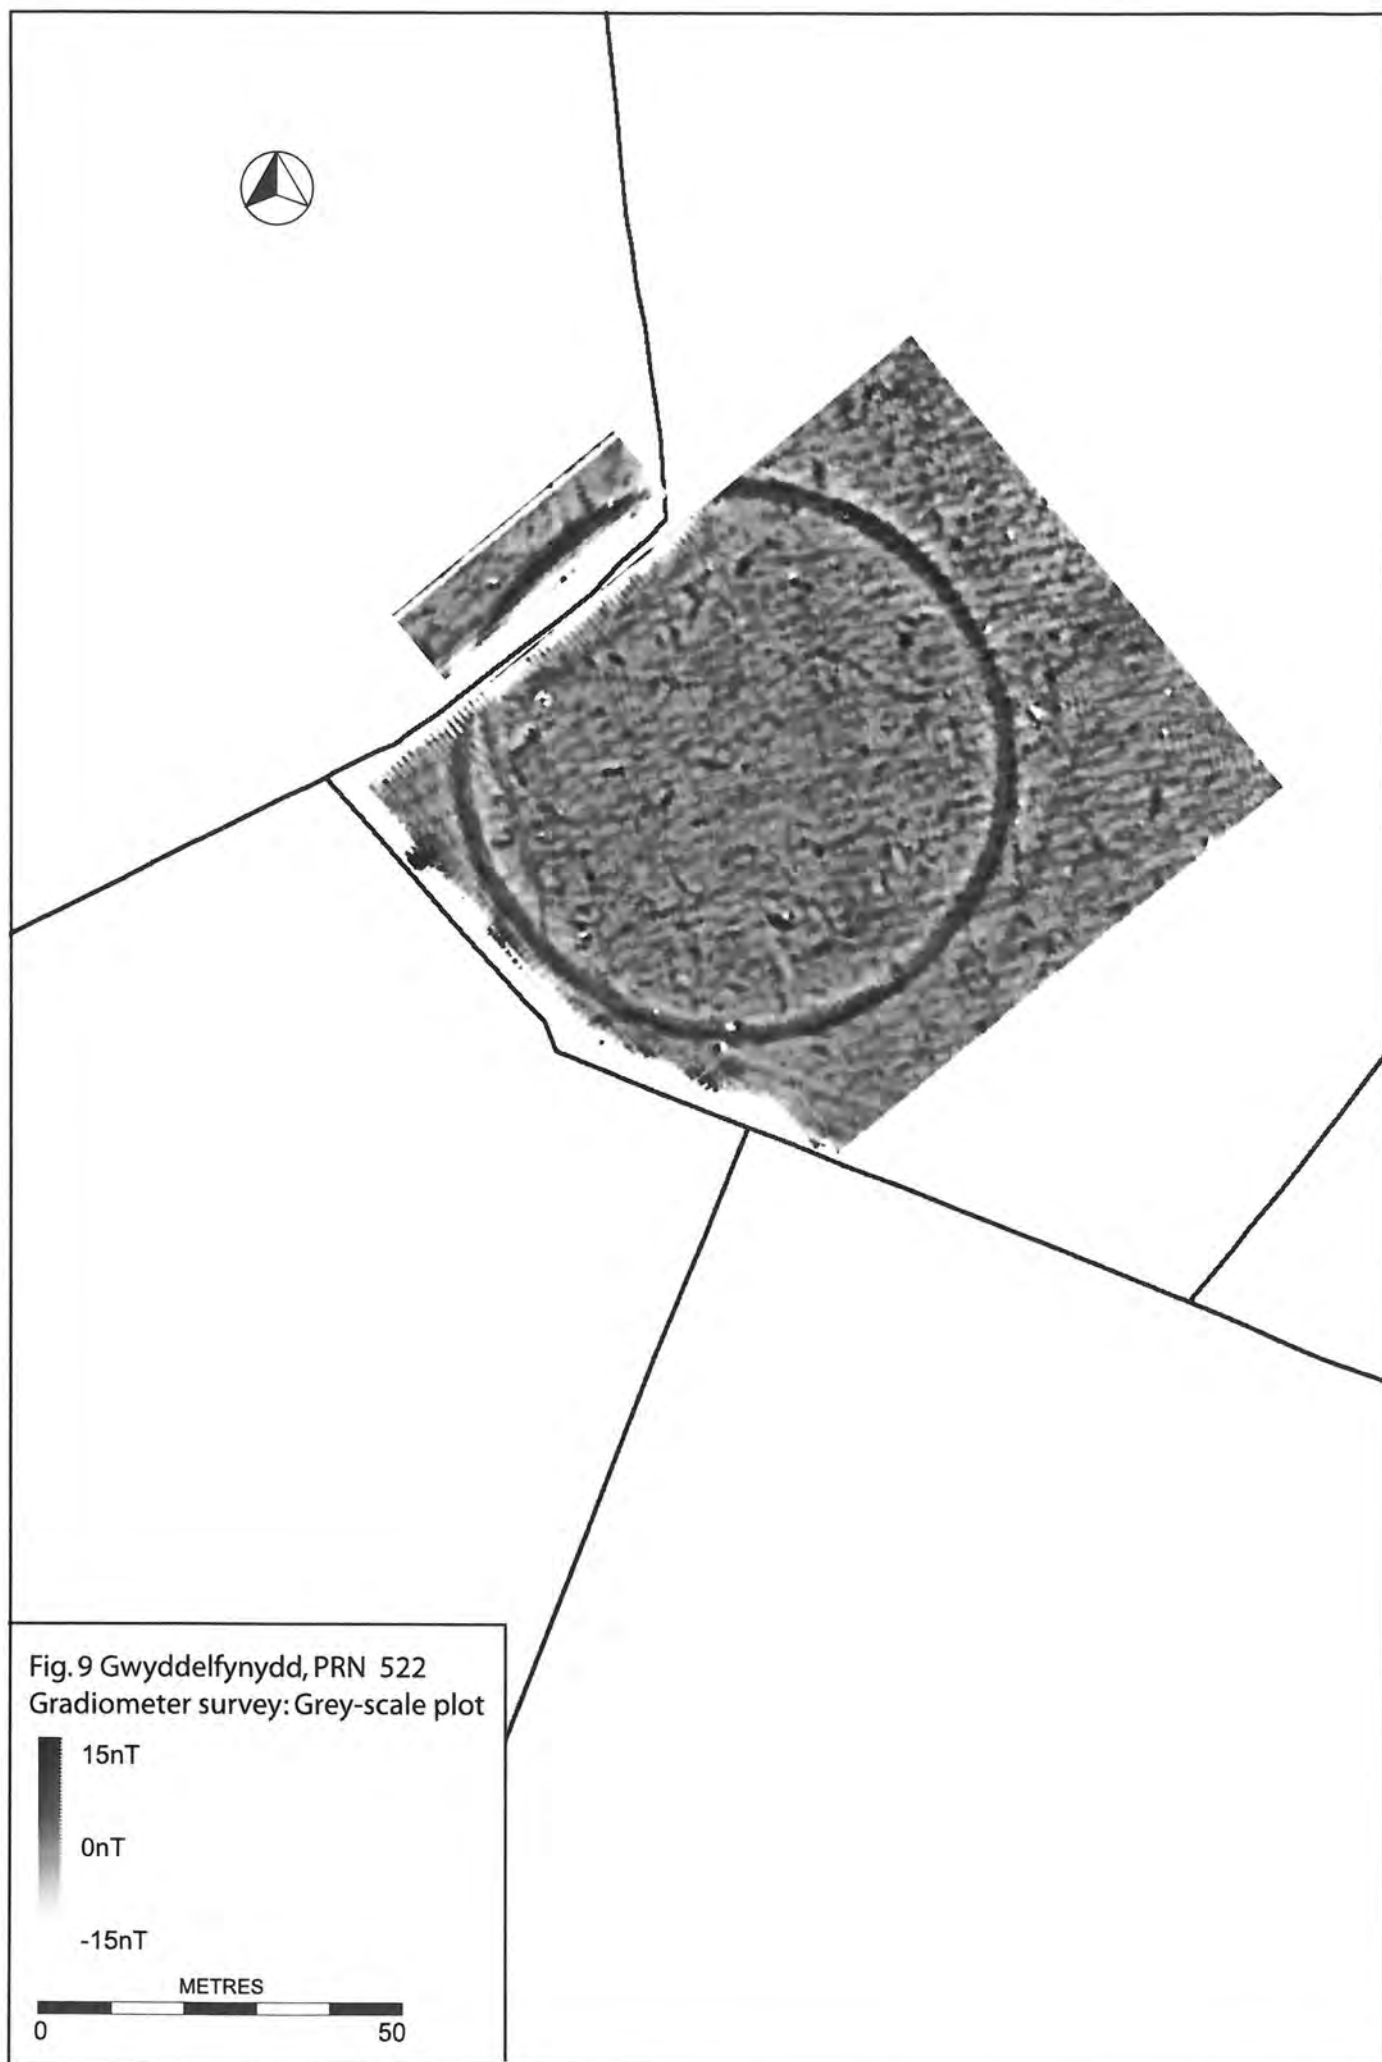 Fig. 9 Gwyddelfynydd, PRN 522
Gradiometer survey: Grey-scale plot
15nT
0nT
-15nT
METRES
0 50